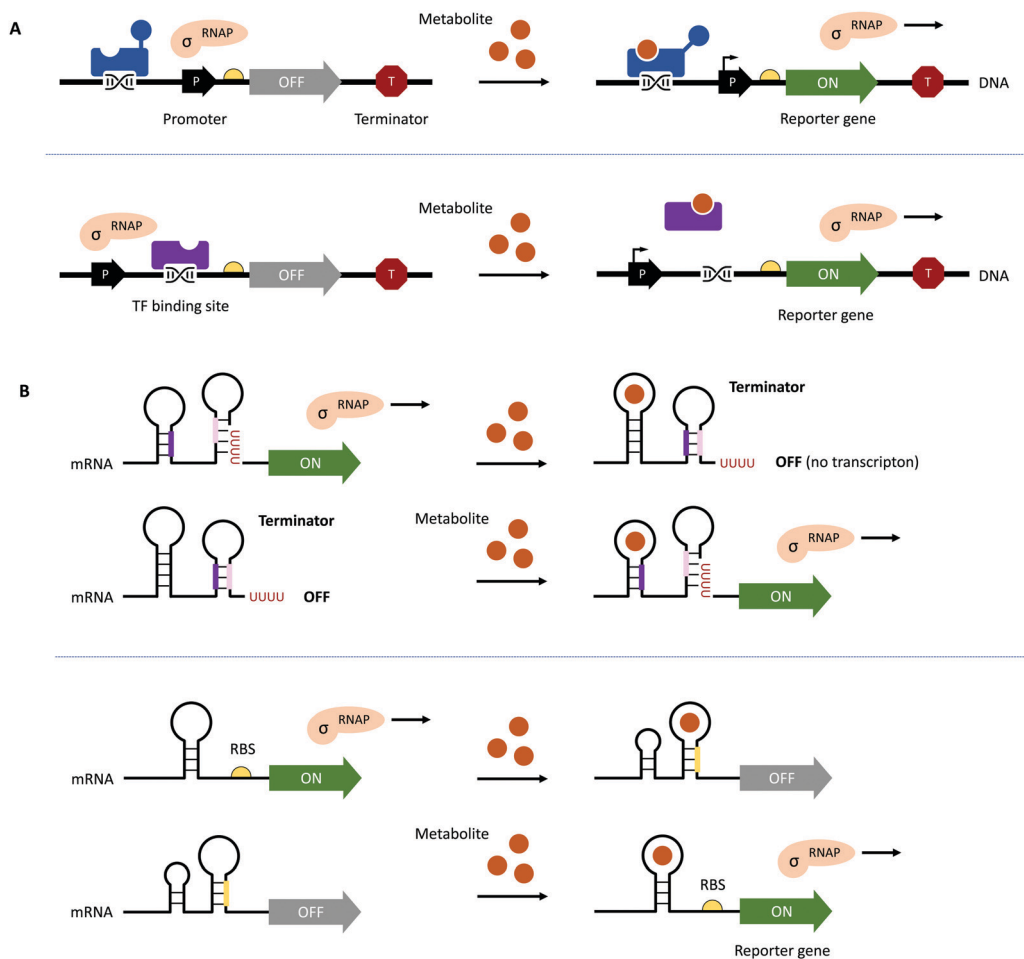 A
σ RNAP
Metabolite
σ RNAP
P
OFF
T
P
ON
T
DNA
Promoter
Terminator
Reporter gene
σ RNAP
Metabolite
σ RNAP
P
OFF
T
P
ON
T
DNA
TF binding site
Reporter gene
B
σ RNAP
Terminator
mRNA
UUUU
ON
UUUU
OFF (no transcripton)
Terminator
Metabolite
σ RNAP
mRNA
UUUU
OFF
UUUU
ON
σ RNAP
RBS
mRNA
ON
OFF
Metabolite
σ RNAP
RBS
mRNA
OFF
ON
Reporter gene